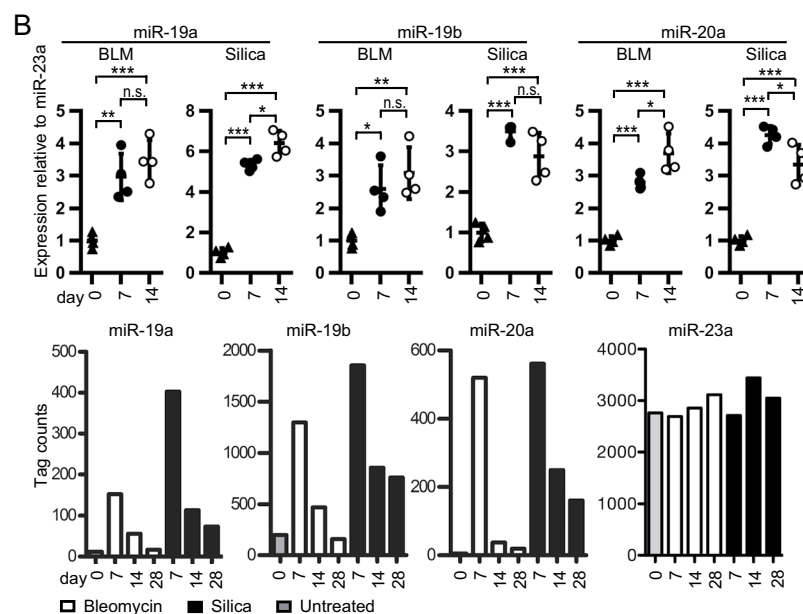 B
miR-19a miR-19b miR-20a
BLM Silica BLM Silica BLM Silica
Expression relative to miR-23a
*** n.s. **
*** * ***
** n.s. *
*** n.s. ***
*** * ***
*** * ***
5 4 3 2 1 0
8 6 4 2 0
5 4 3 2 1 0
4 3 2 1 0
5 4 3 2 1 0
5 4 3 2 1 0
day 0 7 14 0 7 14 0 7 14 0 7 14 0 7 14 0 7 14
miR-19a miR-19b miR-20a miR-23a
Tag counts
500 400 300 200 100 0
2000 1500 1000 500 0
600 400 200 0
4000 3000 2000 1000 0
day 0 7 14 28 7 14 28 0 7 14 28 7 14 28 0 7 14 28 7 14 28 0 7 14 28 7 14 28
Bleomycin Silica Untreated